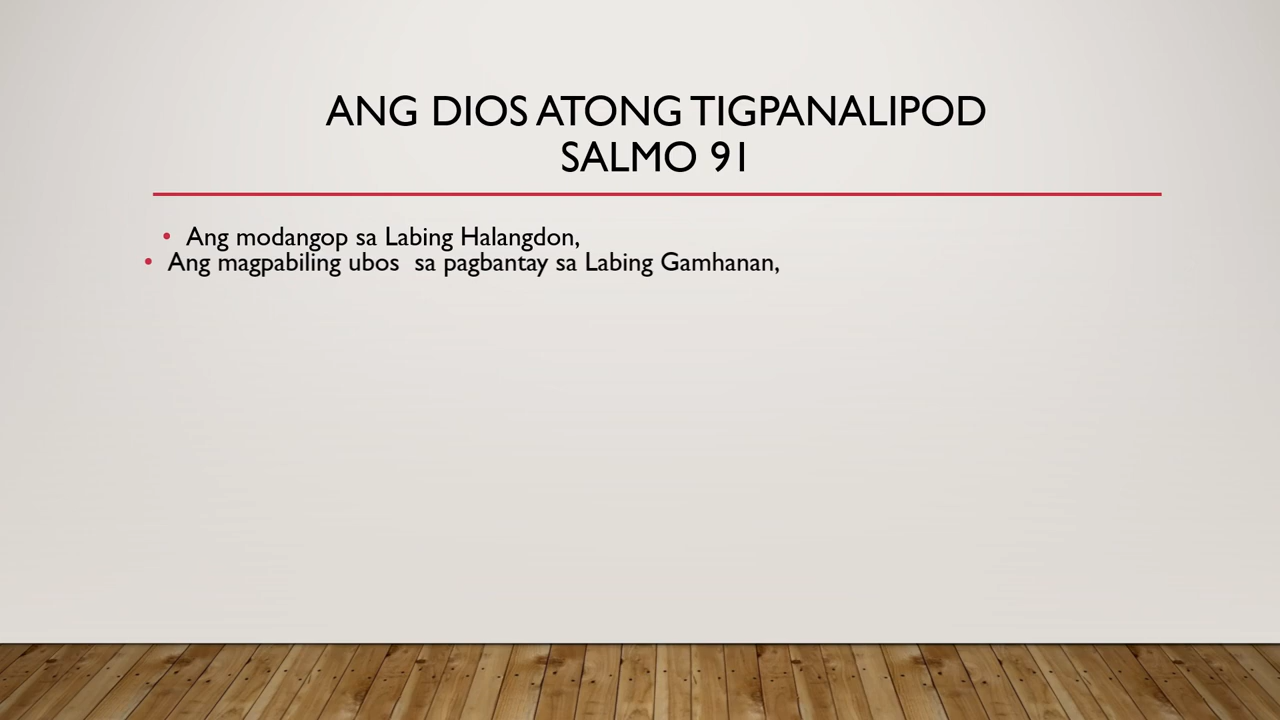 ANG DIOS ATONG TIGPANALIPOD
SALMO 91
• Ang modangop sa Labing Halangdon,
• Ang magpabiling ubos  sa pagbantay sa Labing Gamhanan,